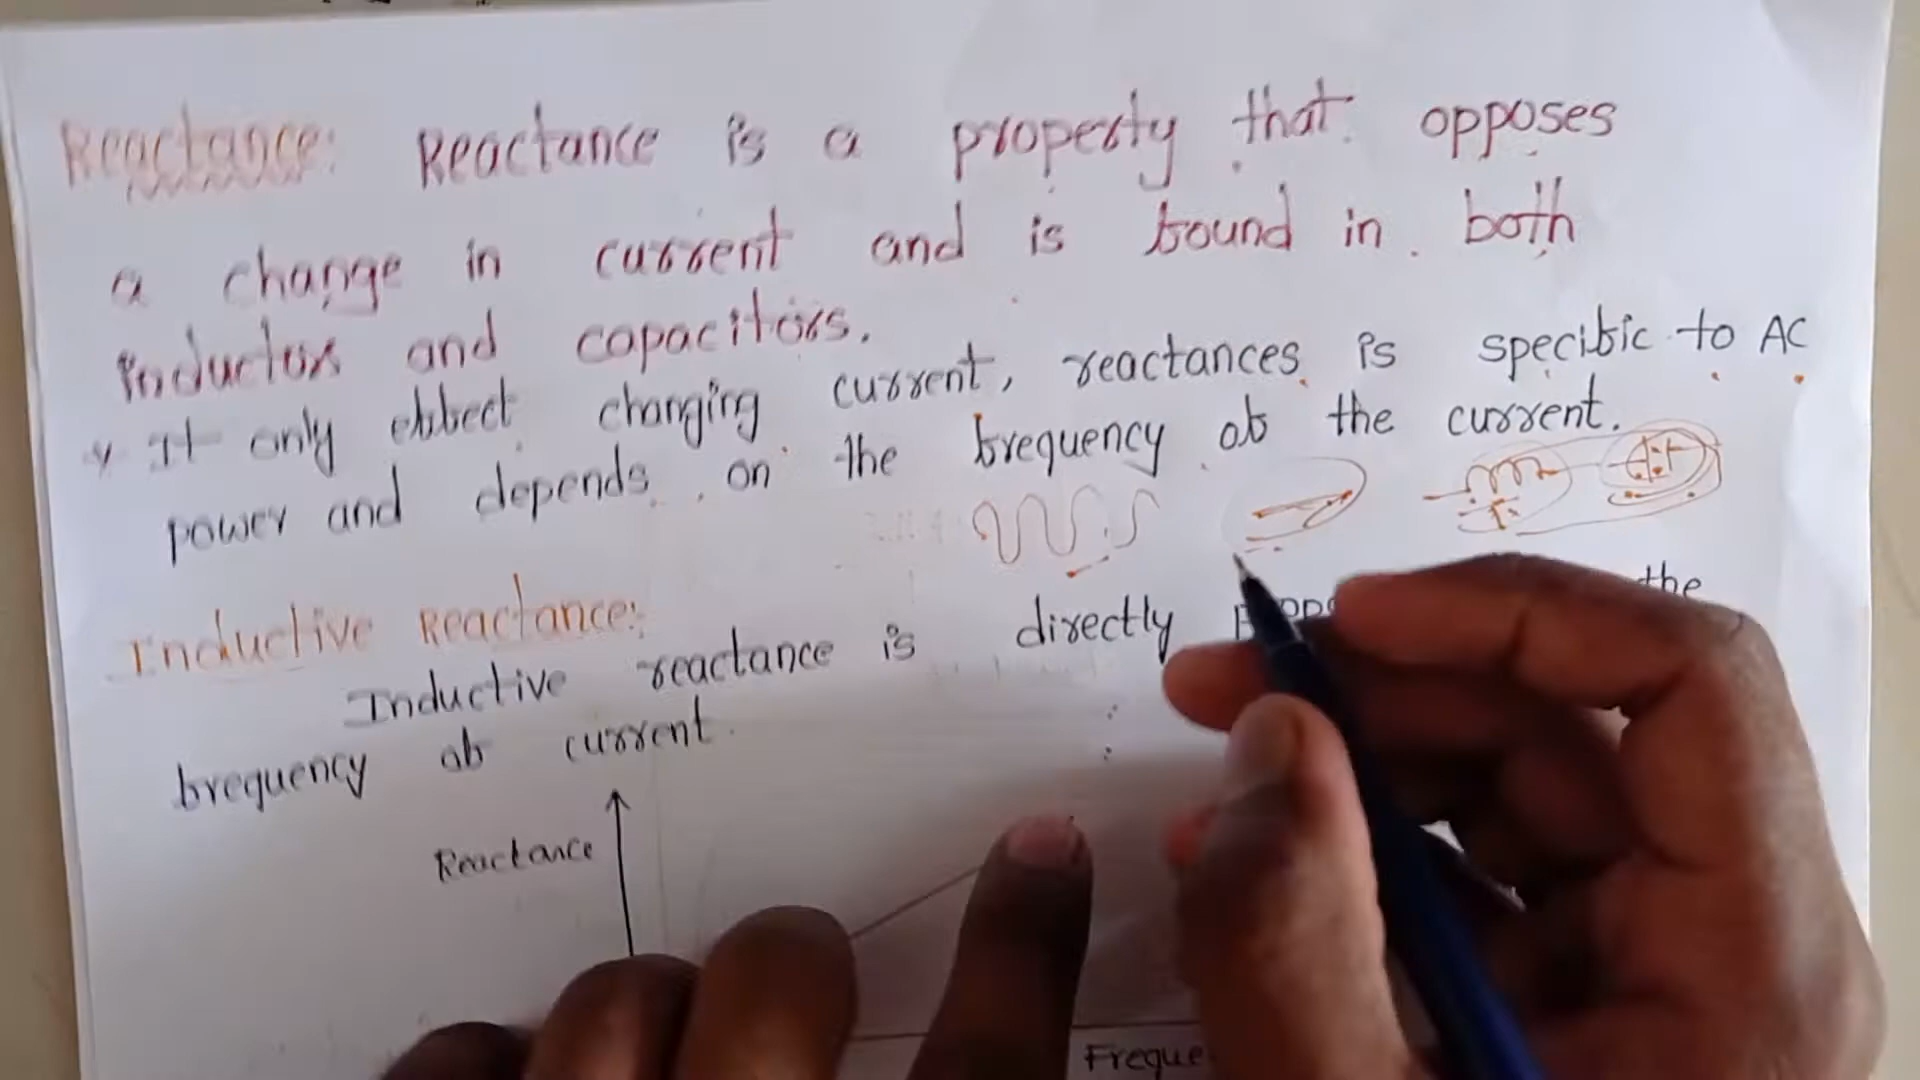 Reactance: Reactance is a property that opposes
a change in current and is found in both
inductors and capacitors.
It only effect changing current, reactances is specific to AC
power and depends on the frequency of the current.
Inductive Reactance:
Inductive reactance is directly the
frequency of current.
Reactance
Freque